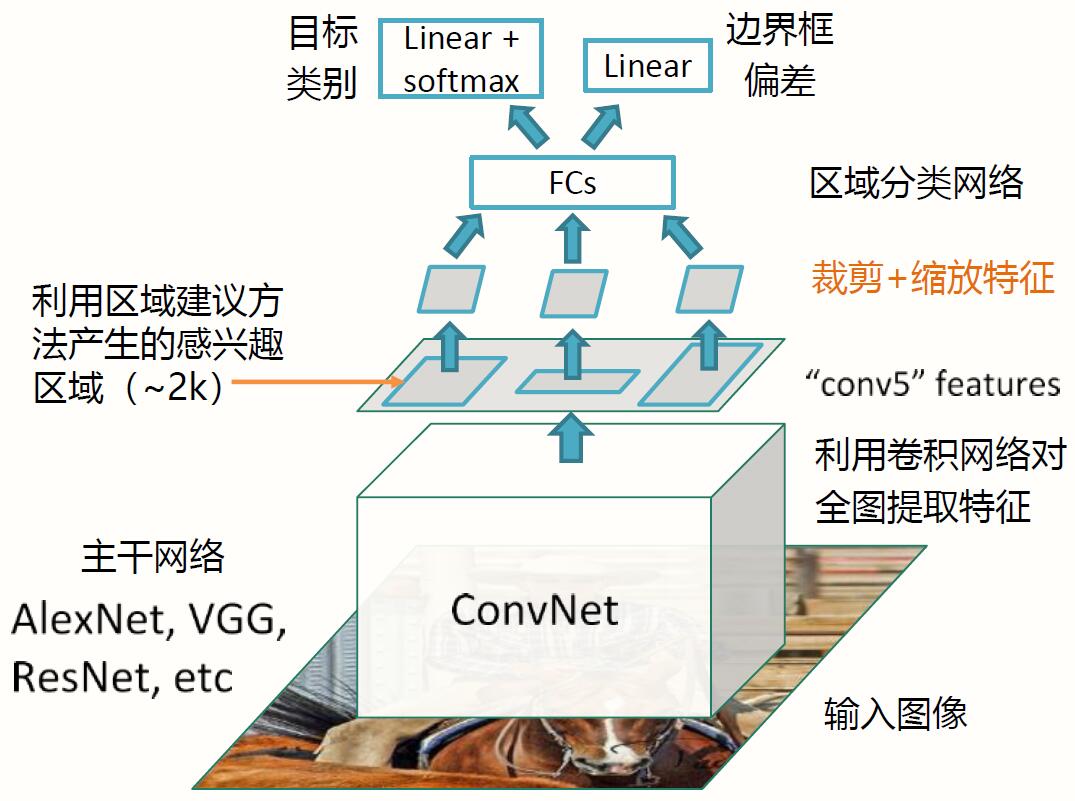 目标
类别
Linear +
softmax
Linear
边界框
偏差
FCs
区域分类网络
裁剪+缩放特征
利用区域建议方
法产生的感兴趣
区域（~2k）
“conv5” features
利用卷积网络对
全图提取特征
主干网络
AlexNet, VGG,
ResNet, etc
ConvNet
输入图像